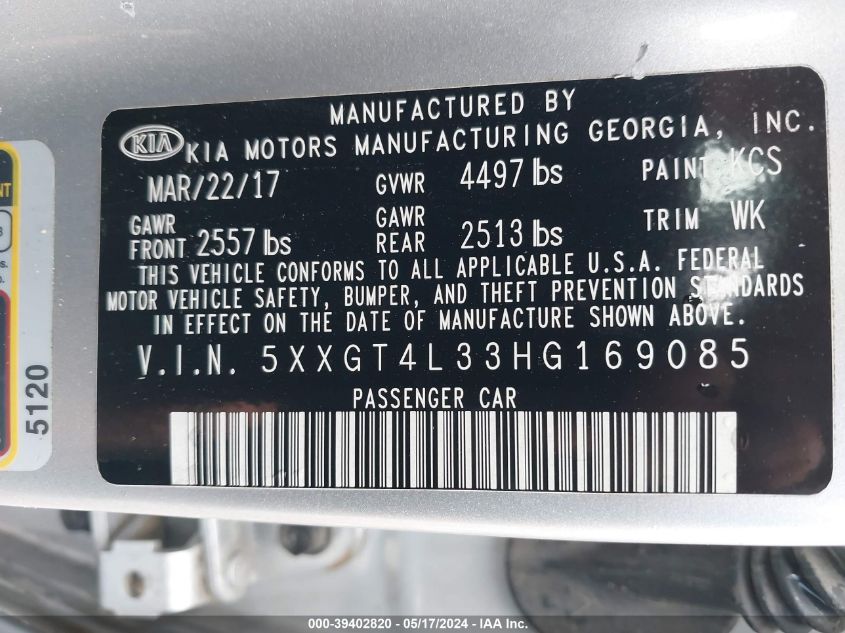 MANUFACTURED BY
KIA KIA MOTORS MANUFACTURING GEORGIA, INC.
MAR/22/17 GVWR 4497 lbs PAINT KCS
GAWR FRONT 2557 lbs GAWR REAR 2513 lbs TRIM WK
THIS VEHICLE CONFORMS TO ALL APPLICABLE U.S.A. FEDERAL
MOTOR VEHICLE SAFETY, BUMPER, AND THEFT PREVENTION STANDARDS
IN EFFECT ON THE DATE OF MANUFACTURE SHOWN ABOVE.
V.I.N. 5XXGT4L33HG169085
PASSENGER CAR
5120
000-39402820 - 05/17/2024 - IAA Inc.